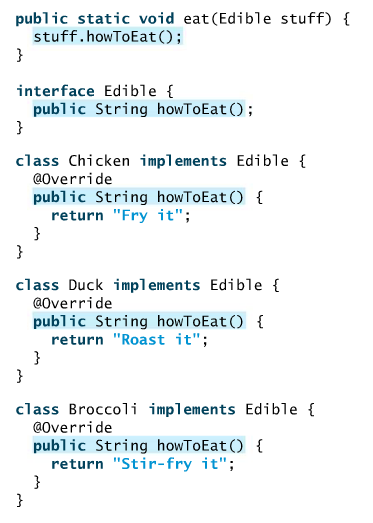 public static void eat(Edible stuff) {
  stuff.howToEat();
}

interface Edible {
  public String howToEat();
}

class Chicken implements Edible {
  @Override
  public String howToEat() {
    return "Fry it";
  }
}

class Duck implements Edible {
  @Override
  public String howToEat() {
    return "Roast it";
  }
}

class Broccoli implements Edible {
  @Override
  public String howToEat() {
    return "Stir-fry it";
  }
}